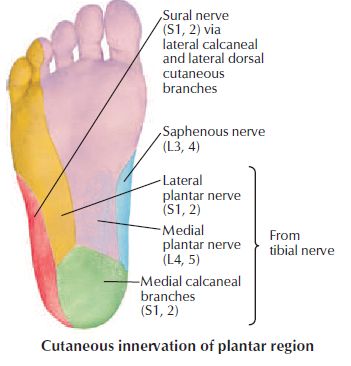 Sural nerve
(S1, 2) via
lateral calcaneal
and lateral dorsal
cutaneous
branches
Saphenous nerve
(L3, 4)
Lateral
plantar nerve
(S1, 2)
Medial
plantar nerve
(L4, 5)
Medial calcaneal
branches
(S1, 2)
From
tibial nerve
Cutaneous innervation of plantar region